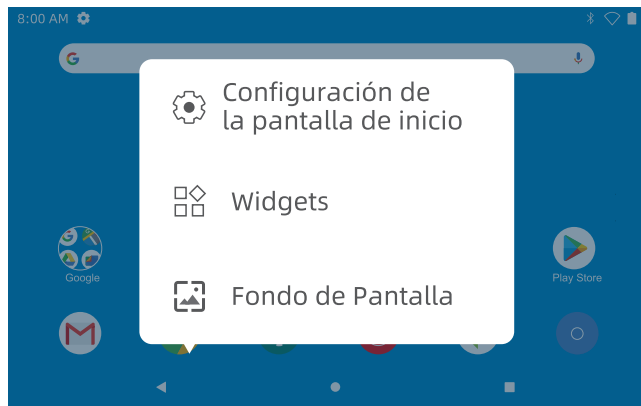 8:00 AM
G
Configuración de
la pantalla de inicio
Widgets
Fondo de Pantalla
Google
Play Store